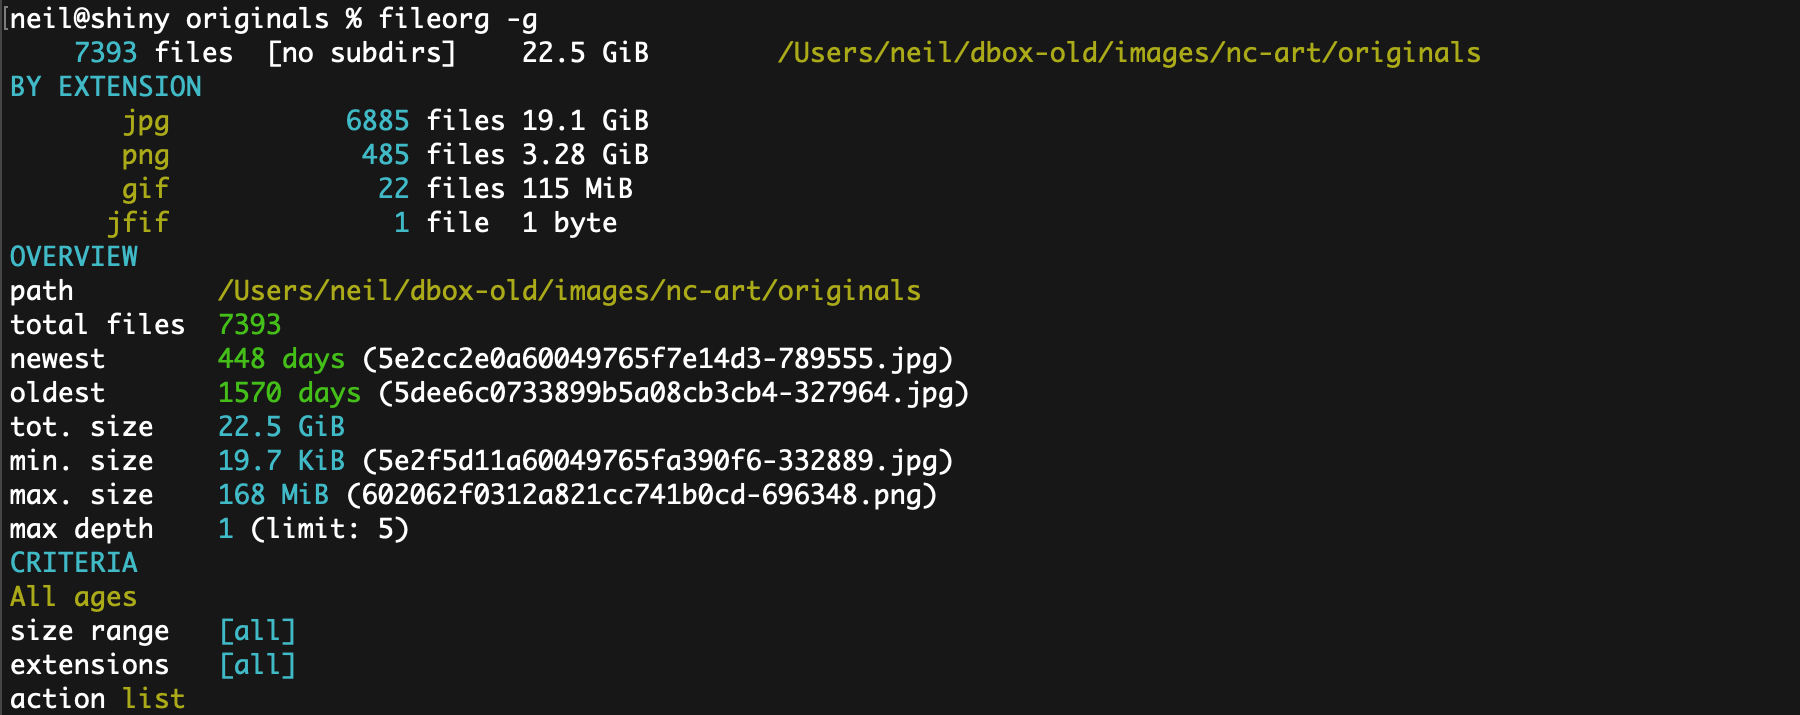 [neil@shiny originals % fileorg -g
7393 files [no subdirs] 22.5 GiB /Users/neil/dbox-old/images/nc-art/originals
BY EXTENSION
jpg 6885 files 19.1 GiB
png 485 files 3.28 GiB
gif 22 files 115 MiB
jfif 1 file 1 byte
OVERVIEW
path /Users/neil/dbox-old/images/nc-art/originals
total files 7393
newest 448 days (5e2cc2e0a60049765f7e14d3-789555.jpg)
oldest 1570 days (5dee6c0733899b5a08cb3cb4-327964.jpg)
tot. size 22.5 GiB
min. size 19.7 KiB (5e2f5d11a60049765fa390f6-332889.jpg)
max. size 168 MiB (602062f0312a821cc741b0cd-696348.png)
max depth 1 (limit: 5)
CRITERIA
All ages
size range [all]
extensions [all]
action list